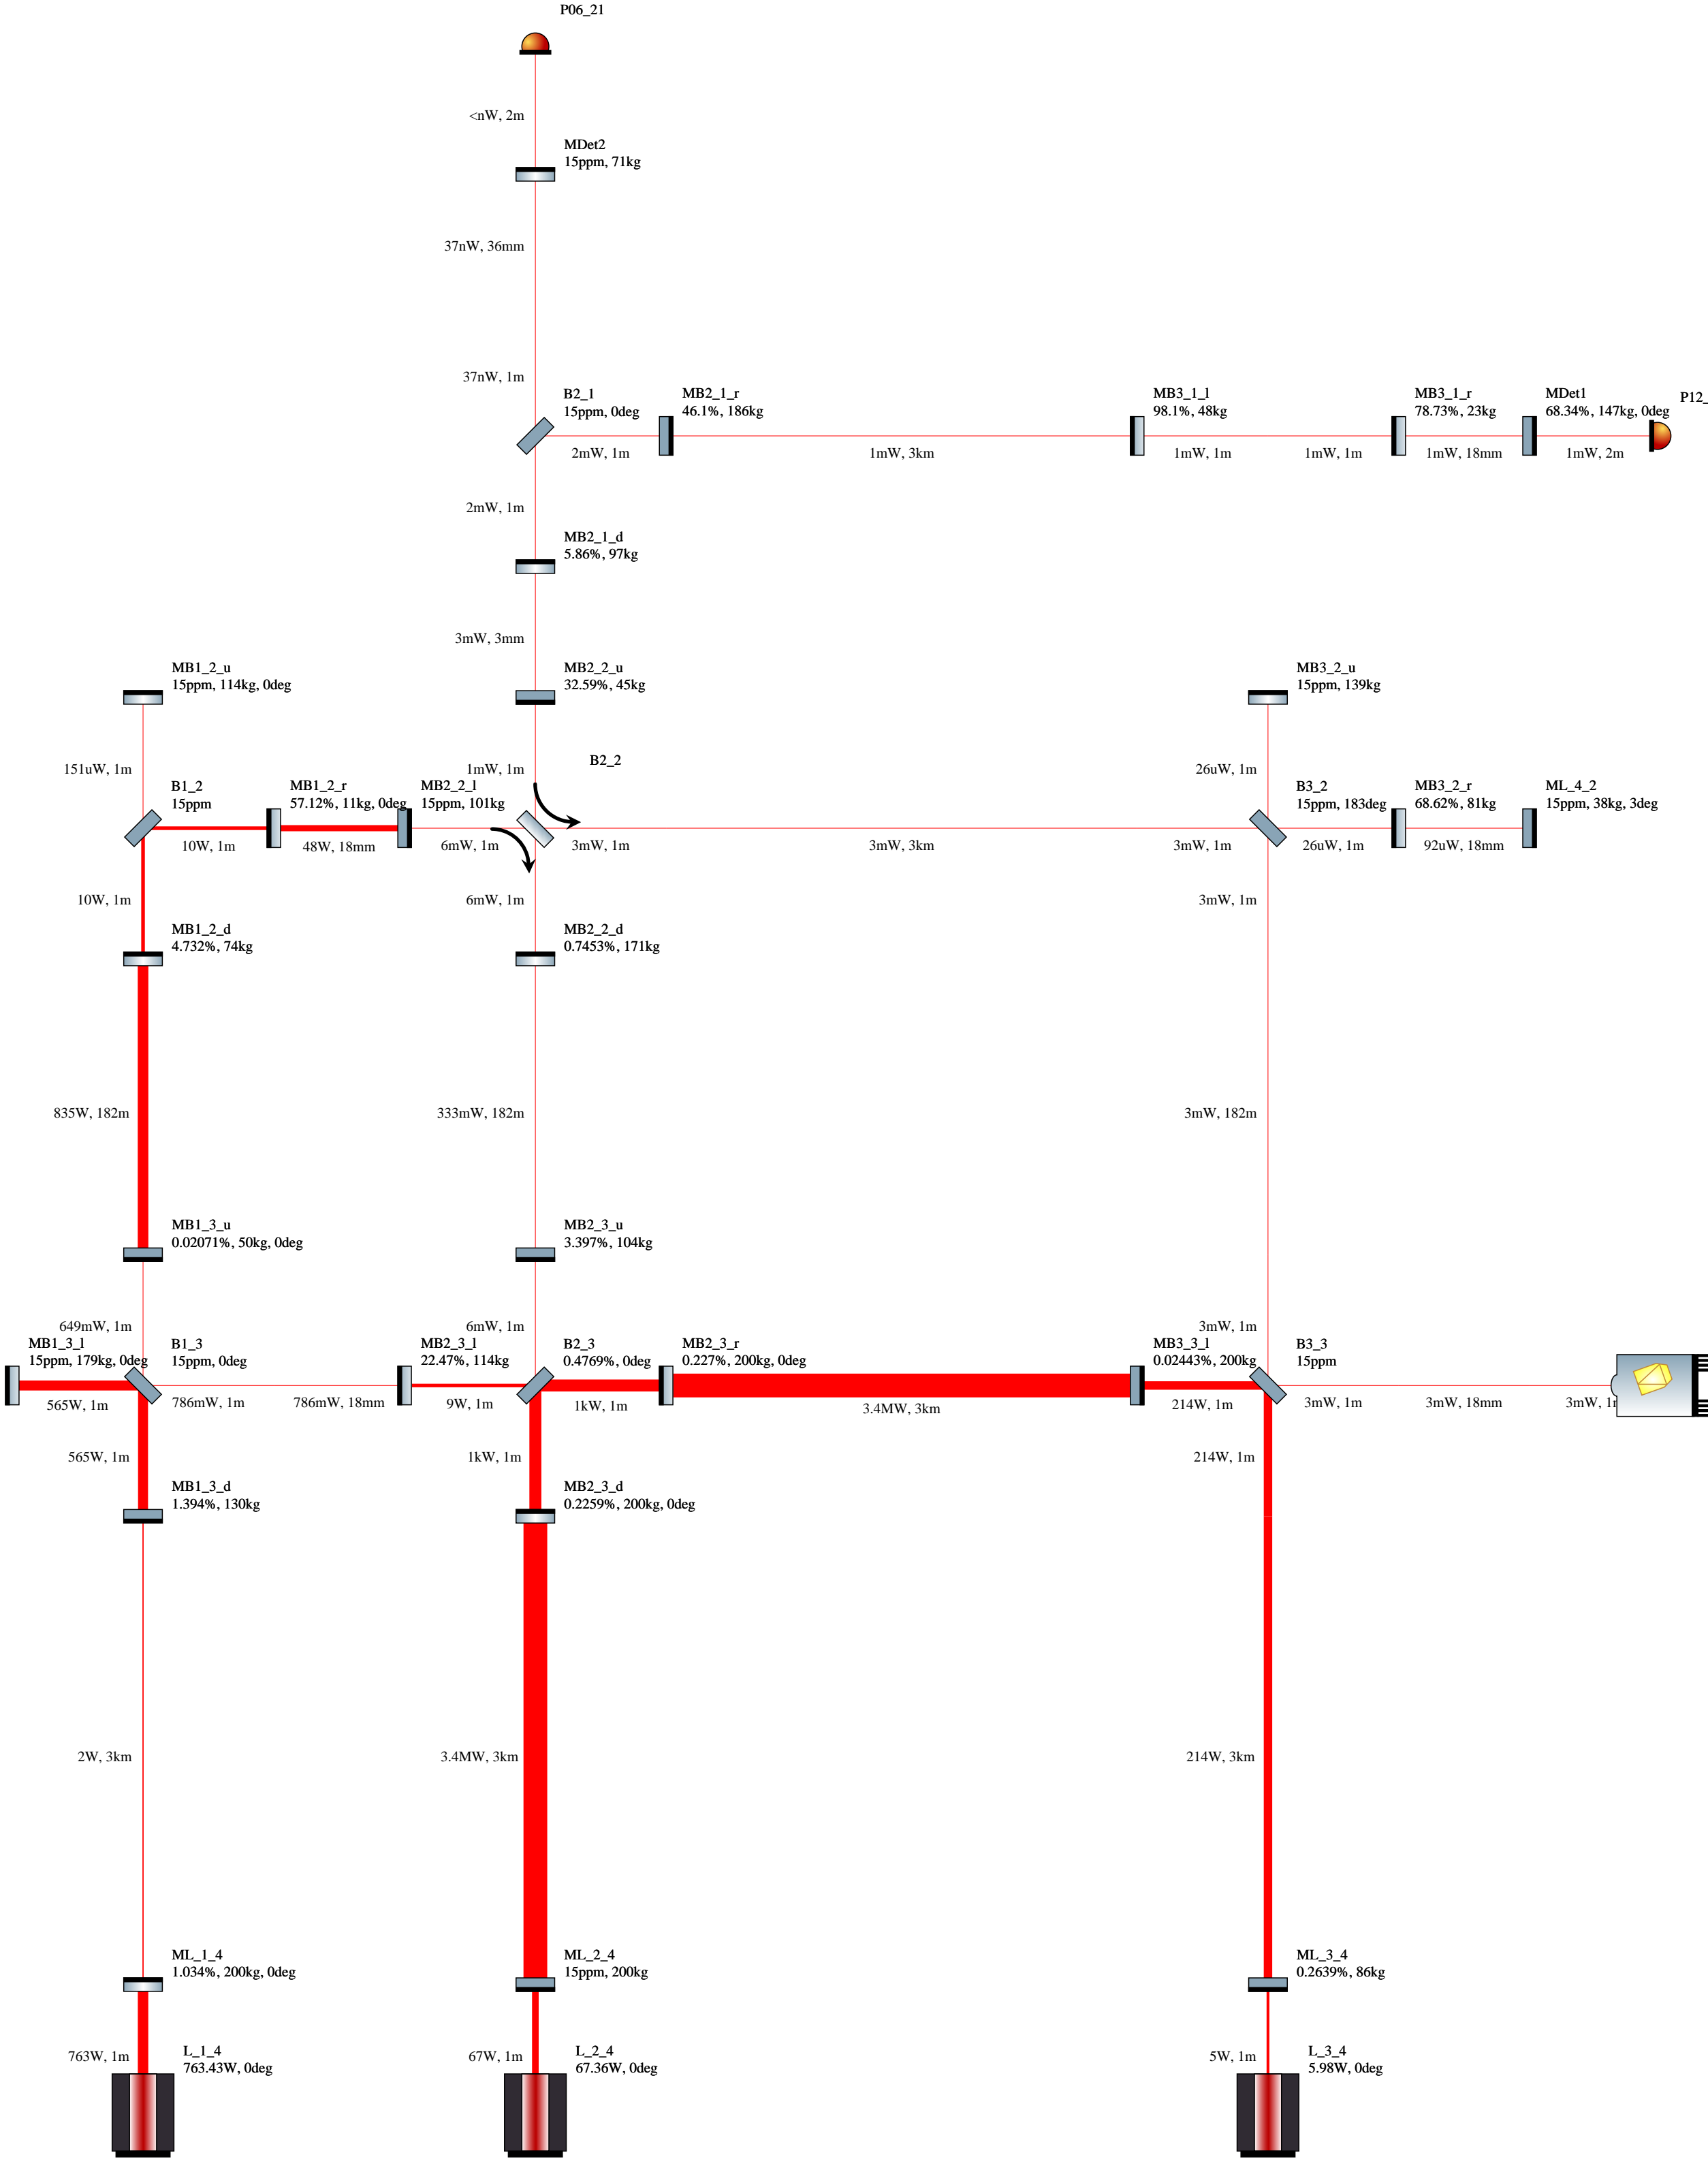 P06_21
<nW, 2m
MDet2
15ppm, 71kg
37nW, 36mm
37nW, 1m
B2_1
15ppm, 0deg
MB2_1_r
46.1%, 186kg
MB3_1_l
98.1%, 48kg
MB3_1_r
78.73%, 23kg
MDet1
68.34%, 147kg, 0deg
P12_
2mW, 1m
1mW, 3km
1mW, 1m
1mW, 1m
1mW, 18mm
1mW, 2m
2mW, 1m
MB2_1_d
5.86%, 97kg
3mW, 3mm
MB1_2_u
15ppm, 114kg, 0deg
MB2_2_u
32.59%, 45kg
MB3_2_u
15ppm, 139kg
151uW, 1m
1mW, 1m
B2_2
26uW, 1m
B1_2
15ppm
MB1_2_r
57.12%, 11kg, 0deg
MB2_2_l
15ppm, 101kg
B3_2
15ppm, 183deg
MB3_2_r
68.62%, 81kg
ML_4_2
15ppm, 38kg, 3deg
10W, 1m
48W, 18mm
6mW, 1m
3mW, 1m
3mW, 3km
3mW, 1m
26uW, 1m
92uW, 18mm
10W, 1m
6mW, 1m
3mW, 1m
MB1_2_d
4.732%, 74kg
MB2_2_d
0.7453%, 171kg
835W, 182m
333mW, 182m
3mW, 182m
MB1_3_u
0.02071%, 50kg, 0deg
MB2_3_u
3.397%, 104kg
649mW, 1m
6mW, 1m
3mW, 1m
MB1_3_l
15ppm, 179kg, 0deg
B1_3
15ppm, 0deg
MB2_3_l
22.47%, 114kg
B2_3
0.4769%, 0deg
MB2_3_r
0.227%, 200kg, 0deg
MB3_3_l
0.02443%, 200kg
B3_3
15ppm
565W, 1m
786mW, 1m
786mW, 18mm
9W, 1m
1kW, 1m
3.4MW, 3km
214W, 1m
3mW, 1m
3mW, 18mm
3mW, 1m
565W, 1m
1kW, 1m
214W, 1m
MB1_3_d
1.394%, 130kg
MB2_3_d
0.2259%, 200kg, 0deg
2W, 3km
3.4MW, 3km
214W, 3km
ML_1_4
1.034%, 200kg, 0deg
ML_2_4
15ppm, 200kg
ML_3_4
0.2639%, 86kg
763W, 1m
L_1_4
763.43W, 0deg
67W, 1m
L_2_4
67.36W, 0deg
5W, 1m
L_3_4
5.98W, 0deg